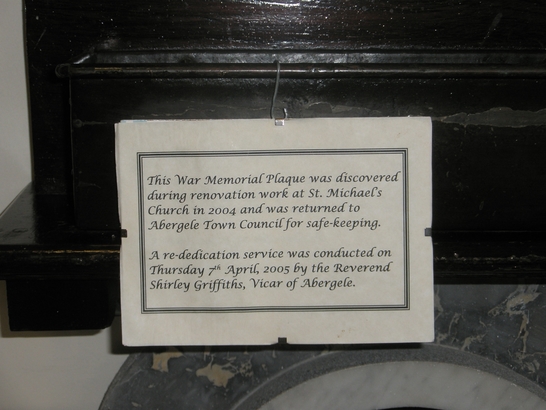 This War Memorial Plaque was discovered
during renovation work at St. Michael's
Church in 2004 and was returned to
Abergele Town Council for safe-keeping.
A re-dedication service was conducted on
Thursday 7th April, 2005 by the Reverend
Shirley Griffiths, Vicar of Abergele.